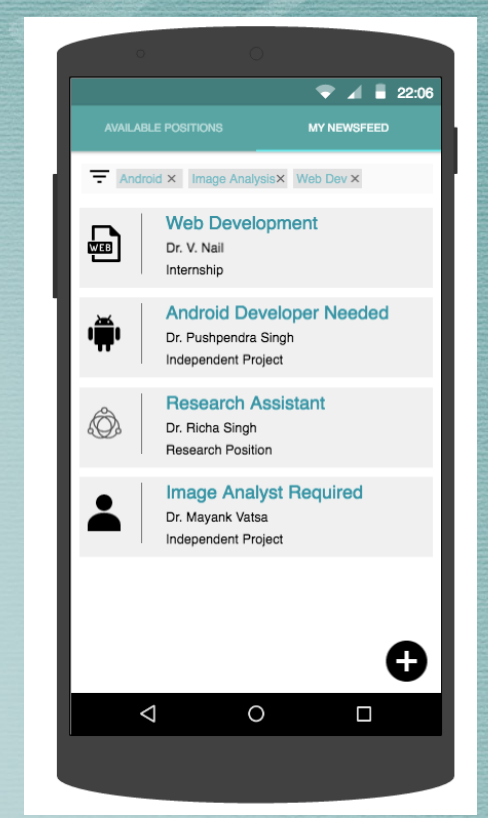 22:06
AVAILABLE POSITIONS MY NEWSFEED
Android × Image Analysis× Web Dev ×
Web Development
WEB
Dr. V. Nail
Internship
Android Developer Needed
Dr. Pushpendra Singh
Independent Project
Research Assistant
Dr. Richa Singh
Research Position
Image Analyst Required
Dr. Mayank Vatsa
Independent Project